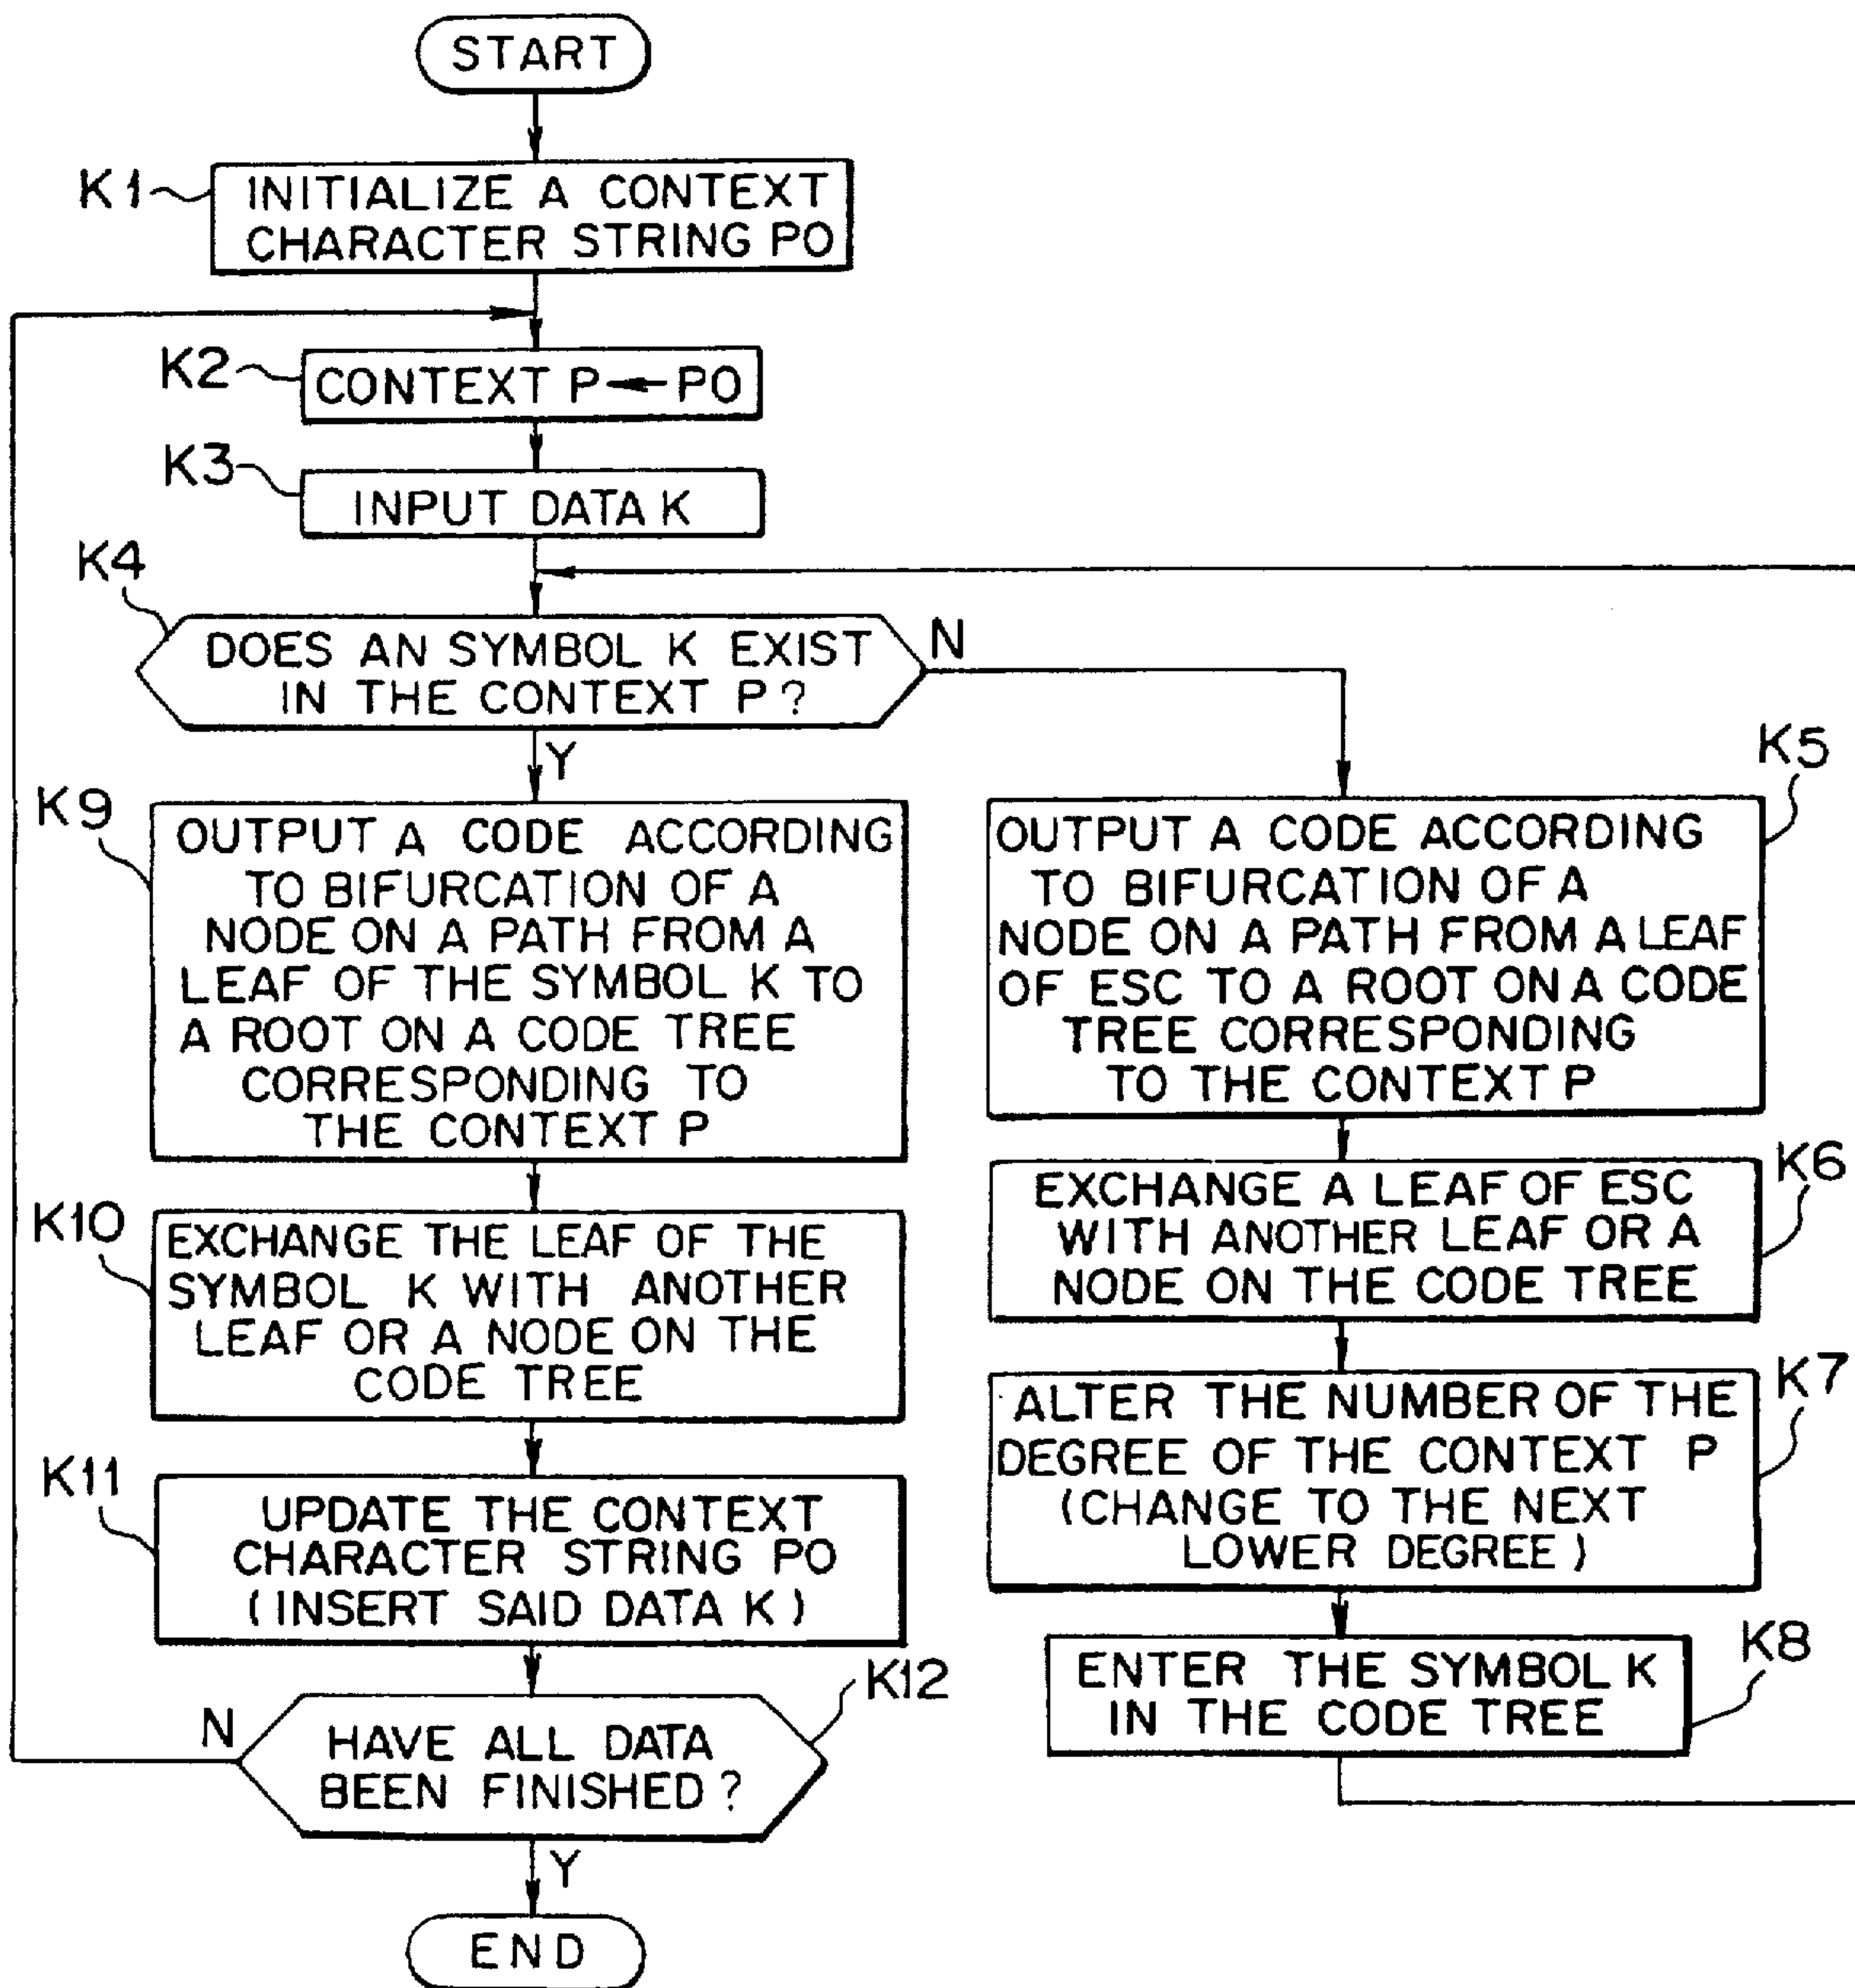 START
K1
INITIALIZE A CONTEXT
CHARACTER STRING PO
K2
CONTEXT P ← PO
K3
INPUT DATA K
K4
DOES AN SYMBOL K EXIST
IN THE CONTEXT P?
N
Y
K9
OUTPUT A CODE ACCORDING
TO BIFURCATION OF A
NODE ON A PATH FROM A
LEAF OF THE SYMBOL K TO
A ROOT ON A CODE TREE
CORRESPONDING TO
THE CONTEXT P
K10
EXCHANGE THE LEAF OF THE
SYMBOL K WITH ANOTHER
LEAF OR A NODE ON THE
CODE TREE
K11
UPDATE THE CONTEXT
CHARACTER STRING PO
(INSERT SAID DATA K)
K12
HAVE ALL DATA
BEEN FINISHED?
N
Y
END
K5
OUTPUT A CODE ACCORDING
TO BIFURCATION OF A
NODE ON A PATH FROM A LEAF
OF ESC TO A ROOT ON A CODE
TREE CORRESPONDING
TO THE CONTEXT P
K6
EXCHANGE A LEAF OF ESC
WITH ANOTHER LEAF OR A
NODE ON THE CODE TREE
K7
ALTER THE NUMBER OF THE
DEGREE OF THE CONTEXT P
(CHANGE TO THE NEXT
LOWER DEGREE)
K8
ENTER THE SYMBOL K
IN THE CODE TREE